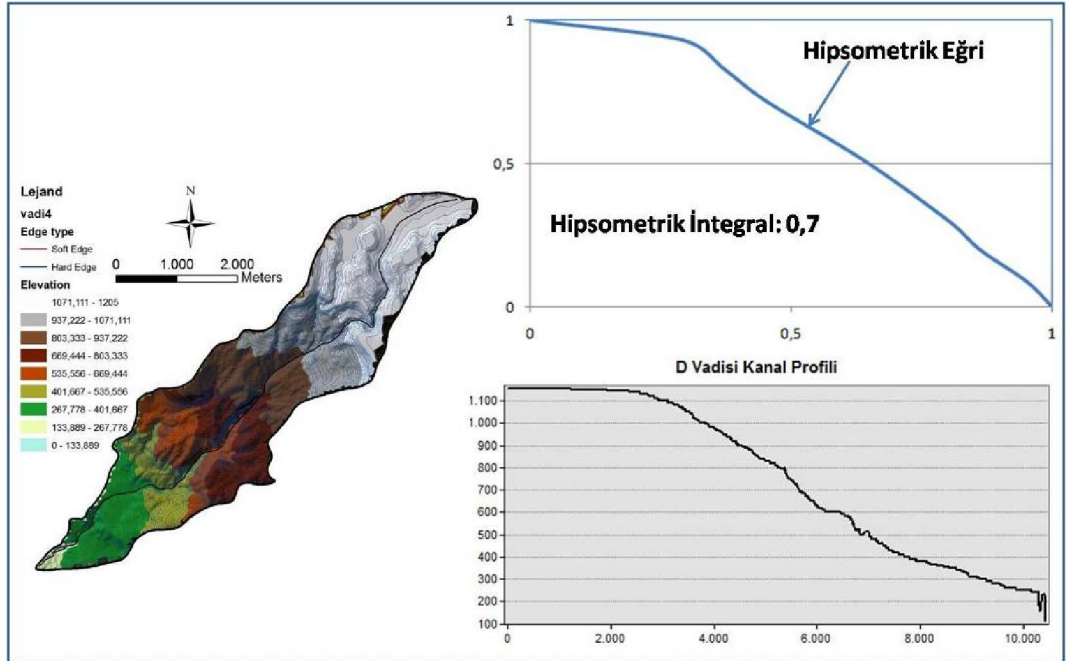 Lejand
vadi4
Edge type
Soft Edge
Hard Edge
Elevation
1071,111 - 1205
937,222 - 1071,111
803,333 - 937,222
669,444 - 803,333
535,556 - 669,444
401,667 - 535,556
267,778 - 401,667
133,889 - 267,778
0 - 133,889
N
0 1.000 2.000
Meters
1
0,5
0
0 0,5 1
Hipsometrik Eğri
Hipsometrik İntegral: 0,7
D Vadisi Kanal Profili
1.100
1.000
900
800
700
600
500
400
300
200
100
0 2.000 4.000 6.000 8.000 10.000